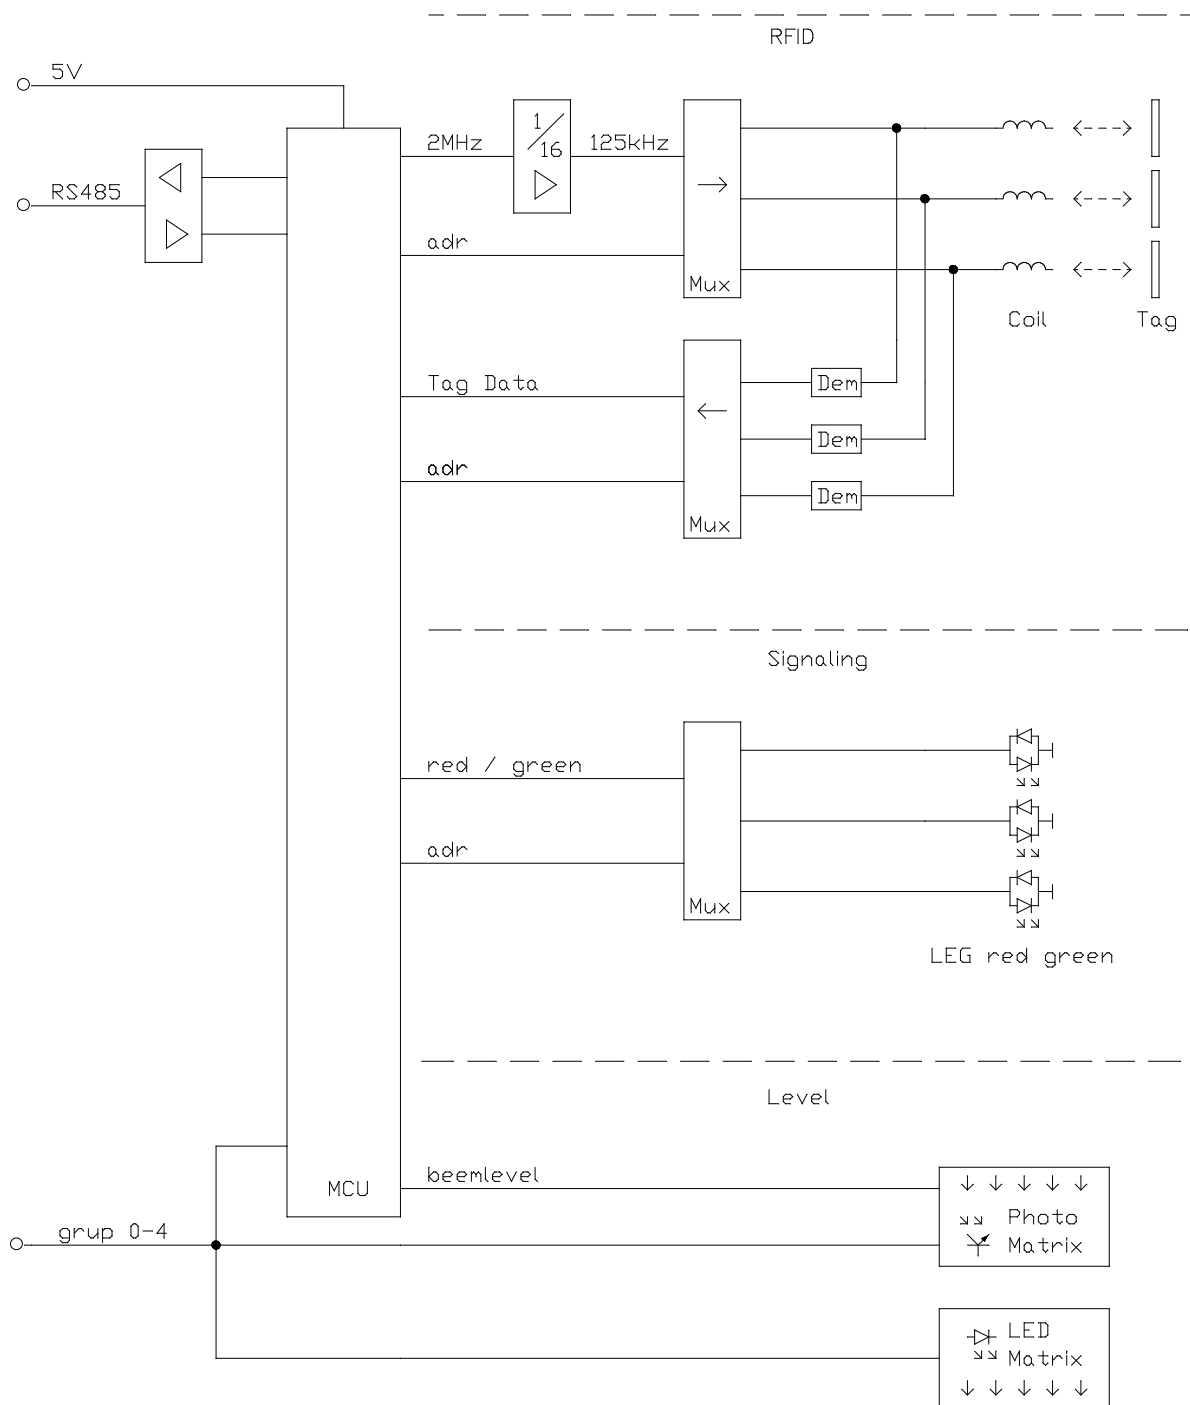 RFID
5V
2MHz
1/16
125kHz
RS485
adr
Mux
Coil
Tag
Tag Data
Dem
Dem
adr
Dem
Mux
Signaling
red / green
adr
Mux
LEG red green
Level
beemlevel
MCU
Photo
Matrix
grup 0-4
LED
Matrix